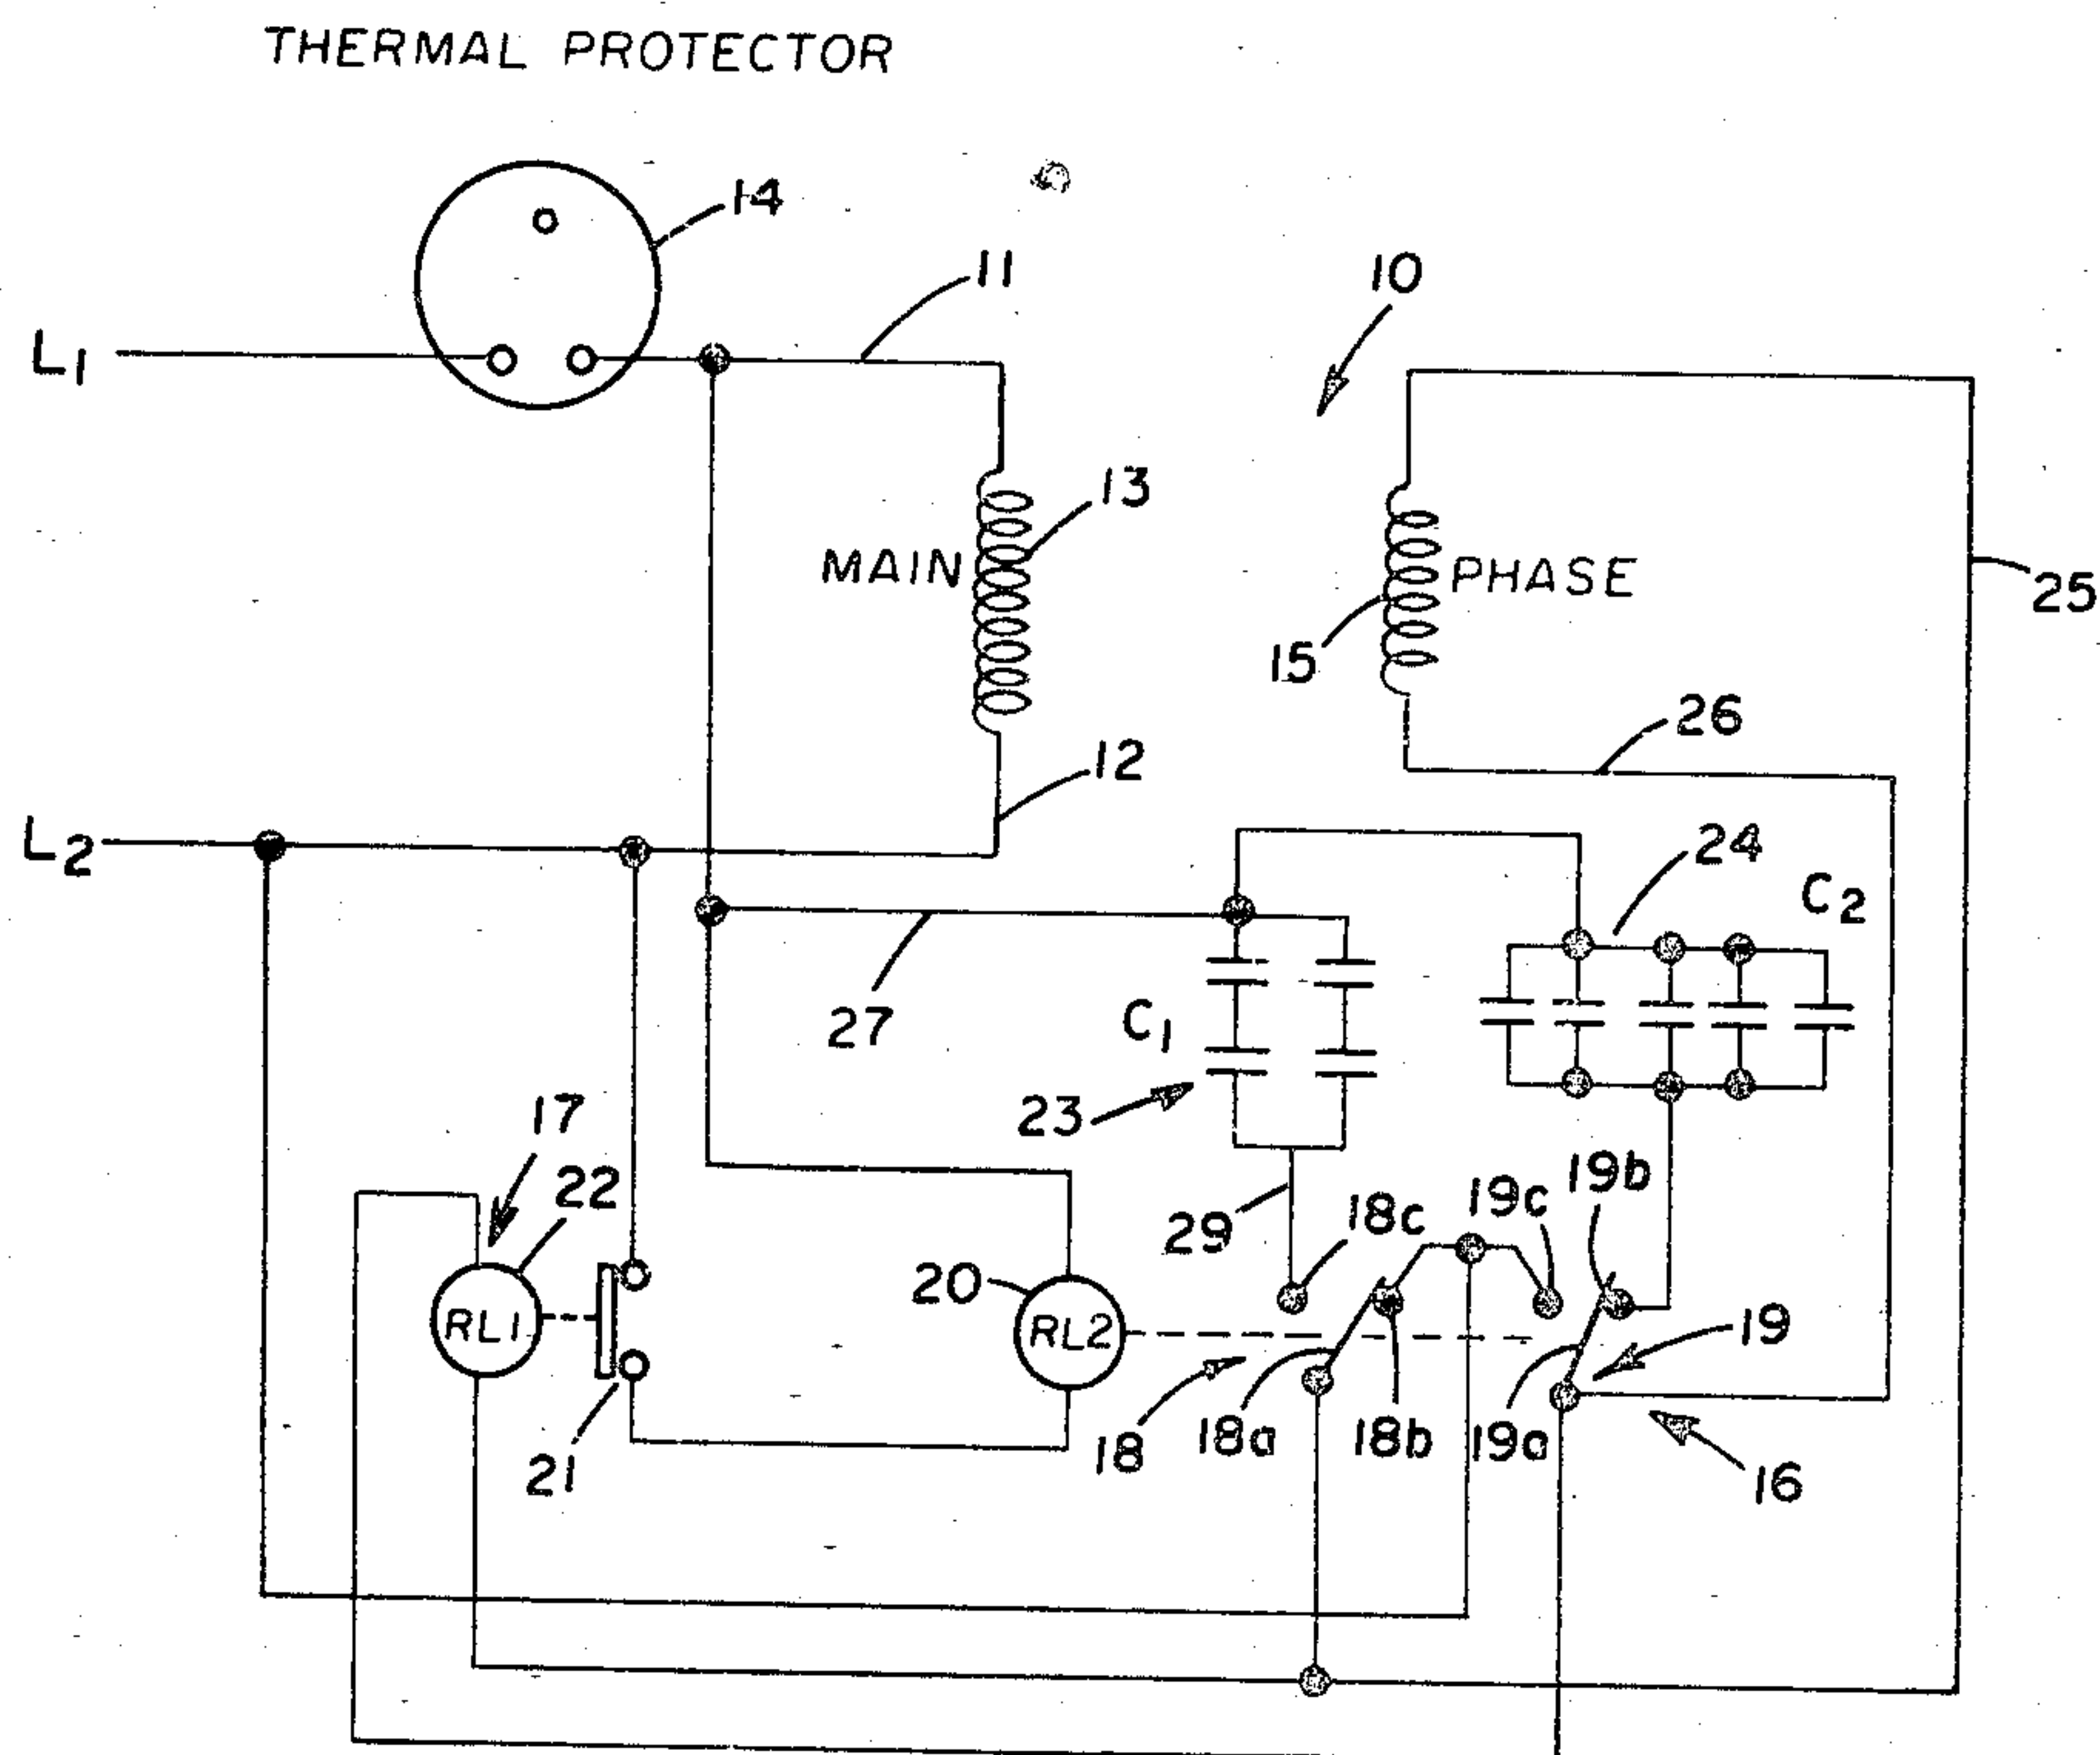 THERMAL PROTECTOR
14
11
10
L1
13
MAIN
PHASE
25
15
26
12
L2
24
C2
27
C1
23
17
22
19b
19c
18c
29
20
RL1
RL2
19
18a
18b
19a
18
21
16